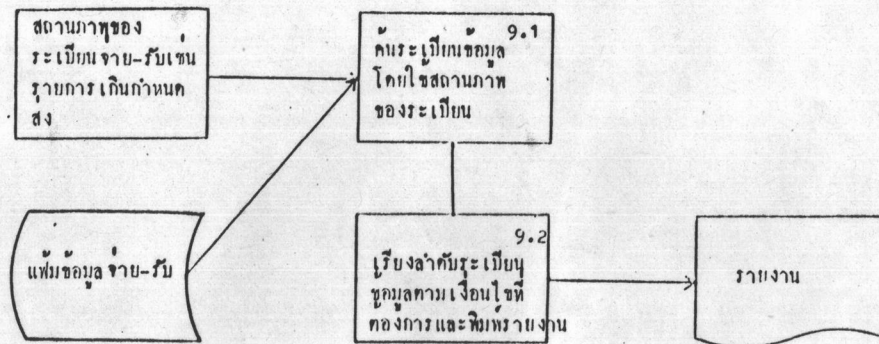 สถานภาพของ
ระเบียนจ่าย-รับเช่น
รายการเกินกำหนด
ส่ง
9.1
ค้นระเบียนข้อมูล
โดยใช้สถานภาพ
ของระเบียน
แฟ้มข้อมูลจ่าย-รับ
9.2
เรียงลำดับระเบียน
ข้อมูลตามเงื่อนไขที่
ต้องการและพิมพ์รายงาน
รายงาน